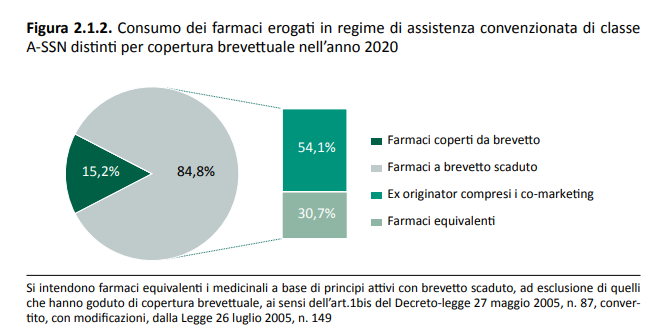 Figura 2.1.2. Consumo dei farmaci erogati in regime di assistenza convenzionata di classe
A-SSN distinti per copertura brevettuale nell'anno 2020
15,2%
84,8%
54,1%
30,7%
Farmaci coperti da brevetto
Farmaci a brevetto scaduto
Ex originator compresi i co-marketing
Farmaci equivalenti
Si intendono farmaci equivalenti i medicinali a base di principi attivi con brevetto scaduto, ad esclusione di quelli
che hanno goduto di copertura brevettuale, ai sensi dell'art.1bis del Decreto-legge 27 maggio 2005, n. 87, conver-
tito, con modificazioni, dalla Legge 26 luglio 2005, n. 149